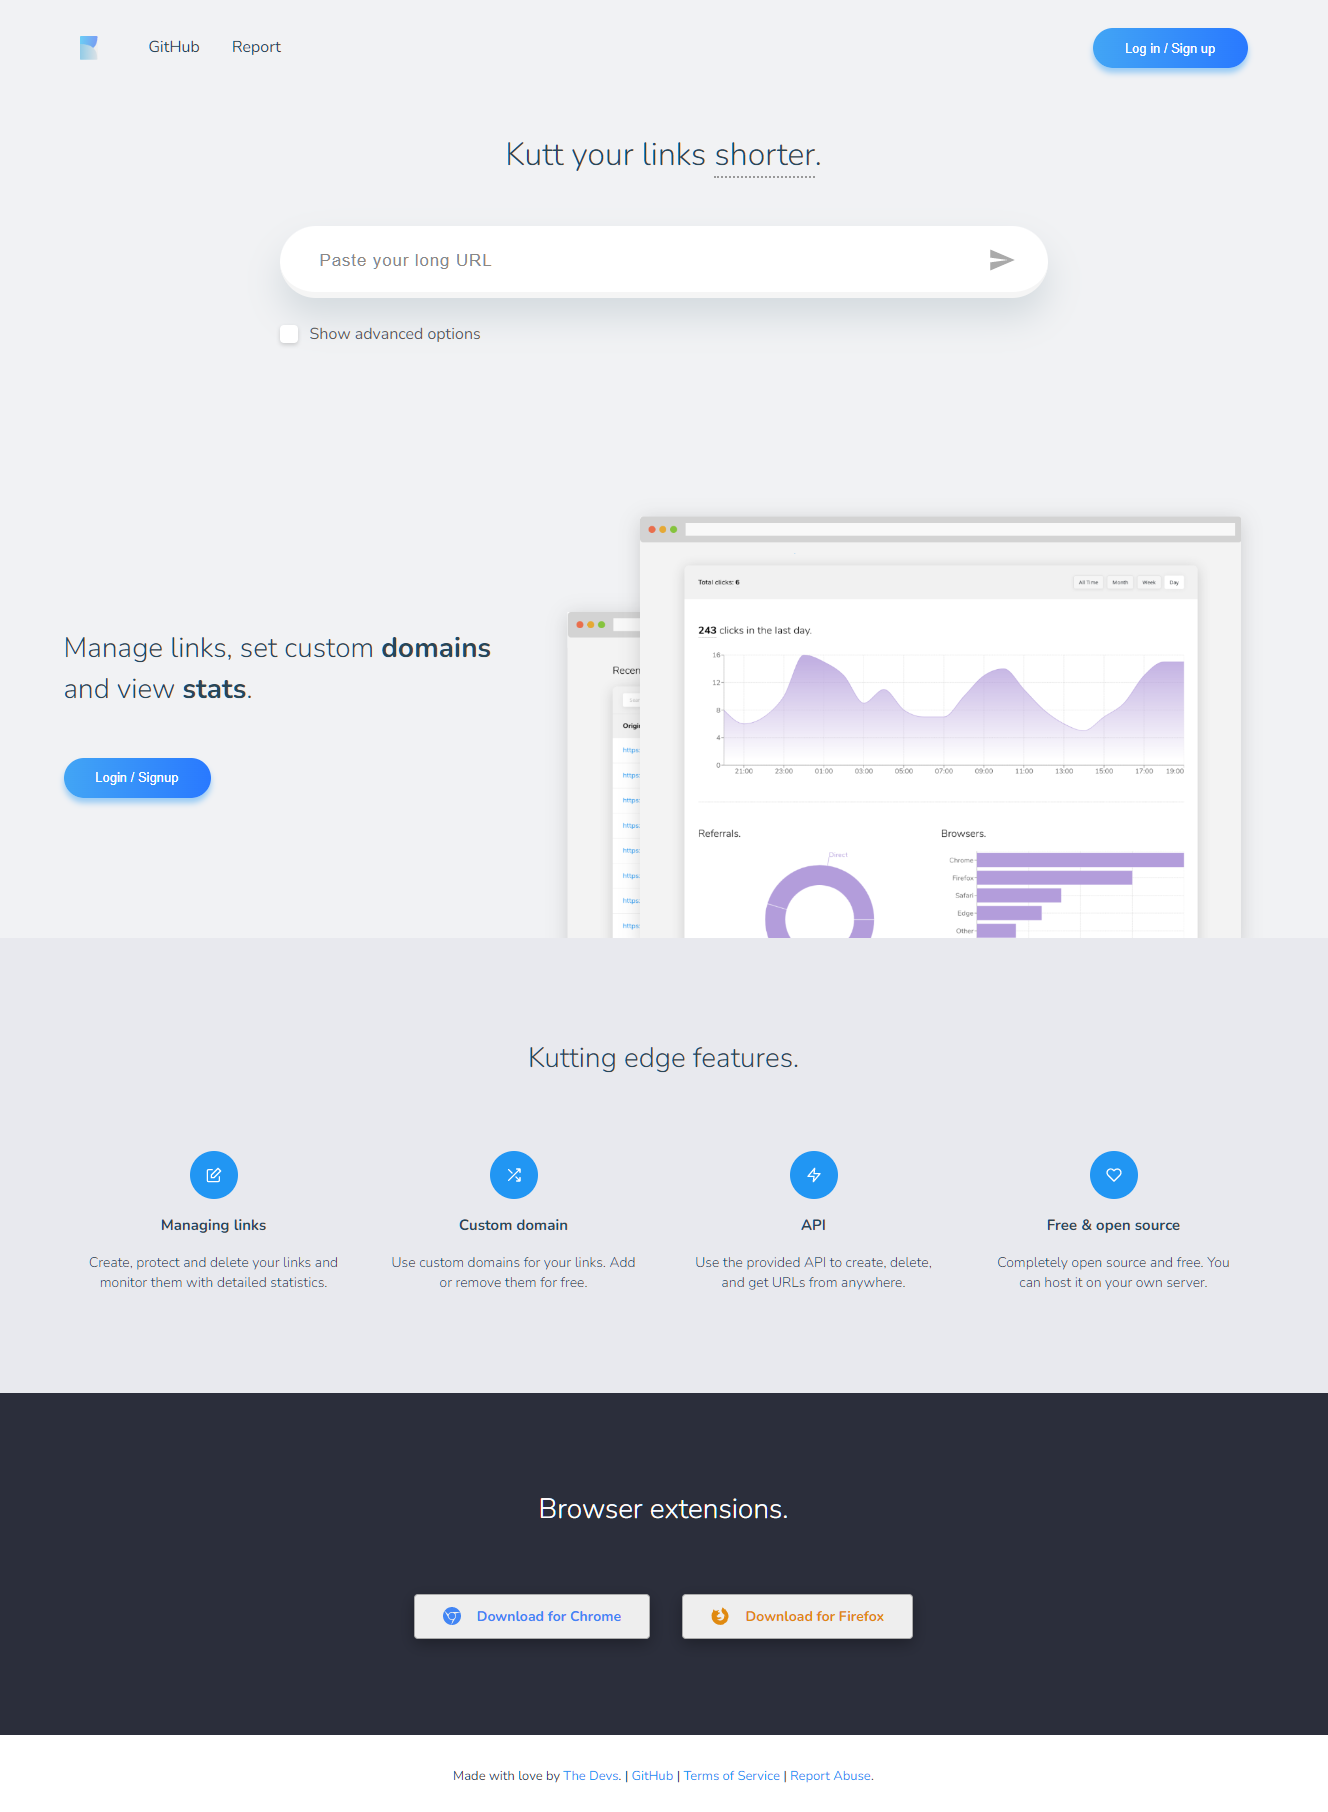 GitHub Report Log in / Sign up
Kutt your links shorter.
Paste your long URL
Show advanced options
Manage links, set custom domains
and view stats.
Login / Signup
Total clicks: 6 All Time Month Week Day
243 clicks in the last day.
16
12
8
4
0
21:00 23:00 01:00 03:00 05:00 07:00 09:00 11:00 13:00 15:00 17:00 19:00
Referrals. Browsers.
Direct
Chrome
Firefox
Safari
Edge
Other
https:
https:
https:
https:
https:
https:
https:
https:
Kutting edge features.
Managing links
Create, protect and delete your links and
monitor them with detailed statistics.
Custom domain
Use custom domains for your links. Add
or remove them for free.
API
Use the provided API to create, delete,
and get URLs from anywhere.
Free & open source
Completely open source and free. You
can host it on your own server.
Browser extensions.
Download for Chrome Download for Firefox
Made with love by The Devs. | GitHub | Terms of Service | Report Abuse.